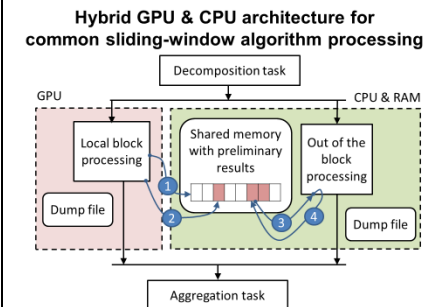 Hybrid GPU & CPU architecture for
common sliding-window algorithm processing
Decomposition task
GPU
CPU & RAM
Local block
processing
Shared memory
with preliminary
results
Out of the
block
processing
1
2
3
4
Dump file
Dump file
Aggregation task